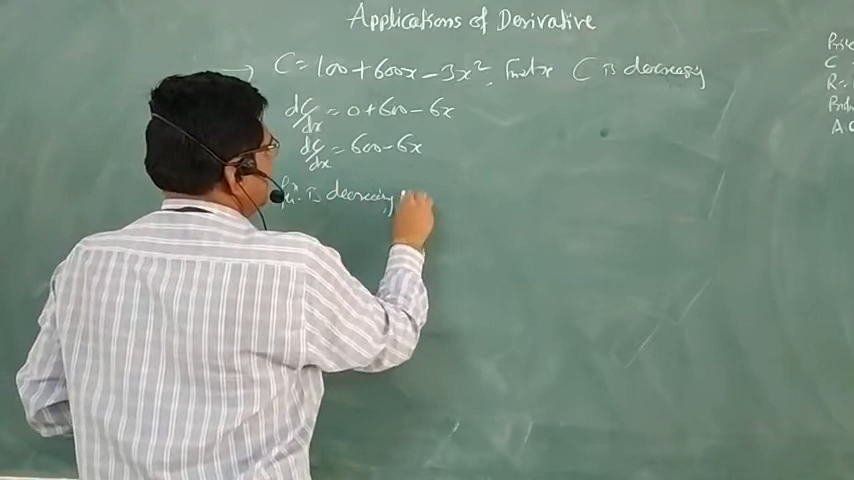 Applications of Derivative
→ C = 100 + 600x - 3x², Find x C is decreasing
dC/dx = 0 + 600 - 6x
dC/dx = 600 - 6x
fn. is decreasing
C
R =